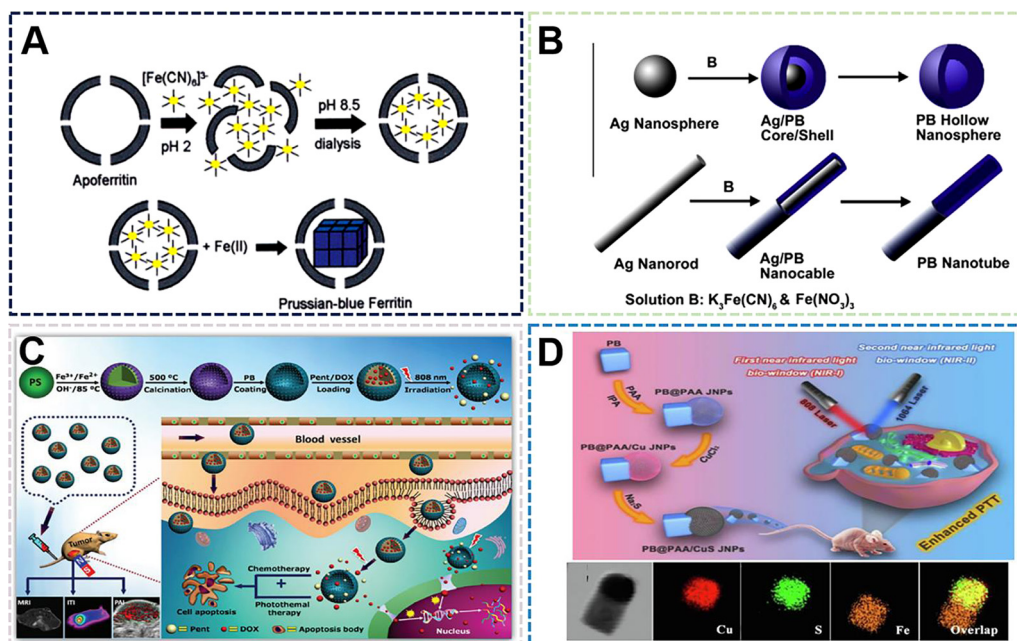 A
[Fe(CN)₆]³⁻
pH 2
pH 8.5
dialysis
Apoferritin
+ Fe(II)
Prussian-blue Ferritin
B
B
Ag Nanosphere
Ag/PB
Core/Shell
PB Hollow
Nanosphere
B
Ag Nanorod
Ag/PB
Nanocable
PB Nanotube
Solution B: K₃Fe(CN)₆ & Fe(NO₃)₃
C
PS
Fe³⁺/Fe²⁺
OH⁻/85 ºC
500 ºC
Calcination
PB
Coating
Pent/DOX
Loading
808 nm
Irradiation
Blood vessel
Tumor
MRI
ITI
PAI
Cell apoptosis
Chemotherapy
+
Photothemal
therapy
Nucleus
Pent
DOX
Apoptosis body
D
PB
PAA
IPA
PB@PAA JNPs
CuCl₂
PB@PAA/Cu JNPs
Na₂S
PB@PAA/CuS JNPs
First near infrared light
bio-window (NIR-I)
Second near infrared light
bio-window (NIR-II)
808 Laser
1064 Laser
Enhanced PTT
Cu
S
Fe
Overlap